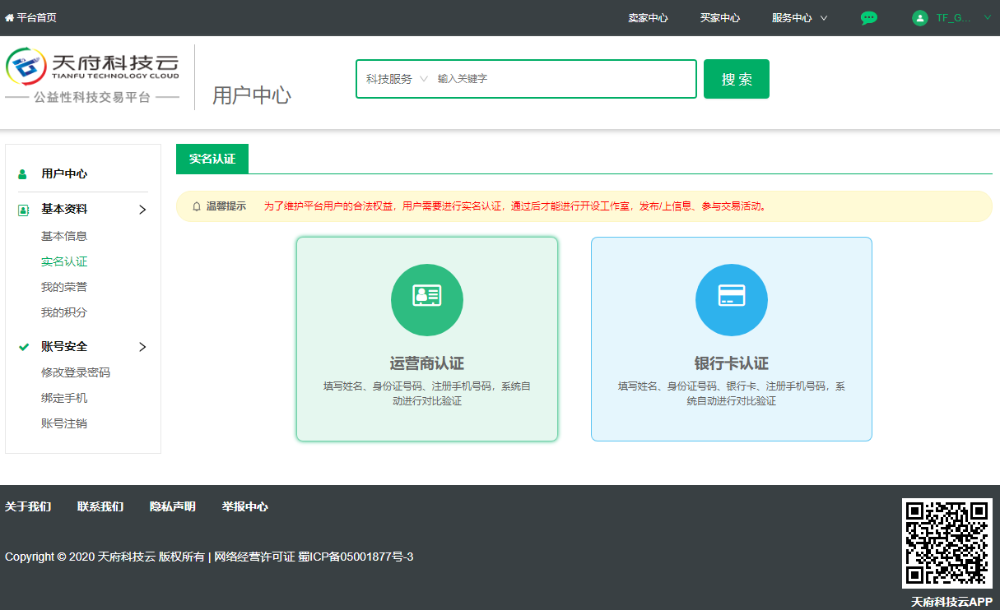 平台首页
卖家中心
买家中心
服务中心
TF_G...
天府科技云
TIANFU TECHNOLOGY CLOUD
公益性科技交易平台
用户中心
科技服务
输入关键字
搜 索
用户中心
基本资料
基本信息
实名认证
我的荣誉
我的积分
账号安全
修改登录密码
绑定手机
账号注销
实名认证
温馨提示 为了维护平台用户的合法权益，用户需要进行实名认证，通过后才能进行开设工作室，发布/上信息、参与交易活动。
运营商认证
填写姓名、身份证号码、注册手机号码，系统自
动进行对比验证
银行卡认证
填写姓名、身份证号码、银行卡、注册手机号码，系
统自动进行对比验证
关于我们
联系我们
隐私声明
举报中心
Copyright © 2020 天府科技云 版权所有 | 网络经营许可证 蜀ICP备05001877号-3
天府科技云APP